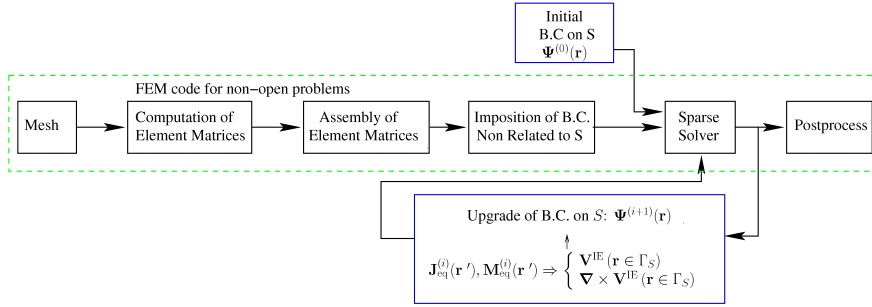 Initial
B.C on S
Ψ^(0)(r)
FEM code for non−open problems
Mesh
Computation of
Element Matrices
Assembly of
Element Matrices
Imposition of B.C.
Non Related to S
Sparse
Solver
Postprocess
Upgrade of B.C. on S: Ψ^(i+1)(r)
J_eq^(i)(r ′), M_eq^(i)(r ′) ⇒ { V^IE (r ∈ Γ_S)
∇ × V^IE (r ∈ Γ_S)